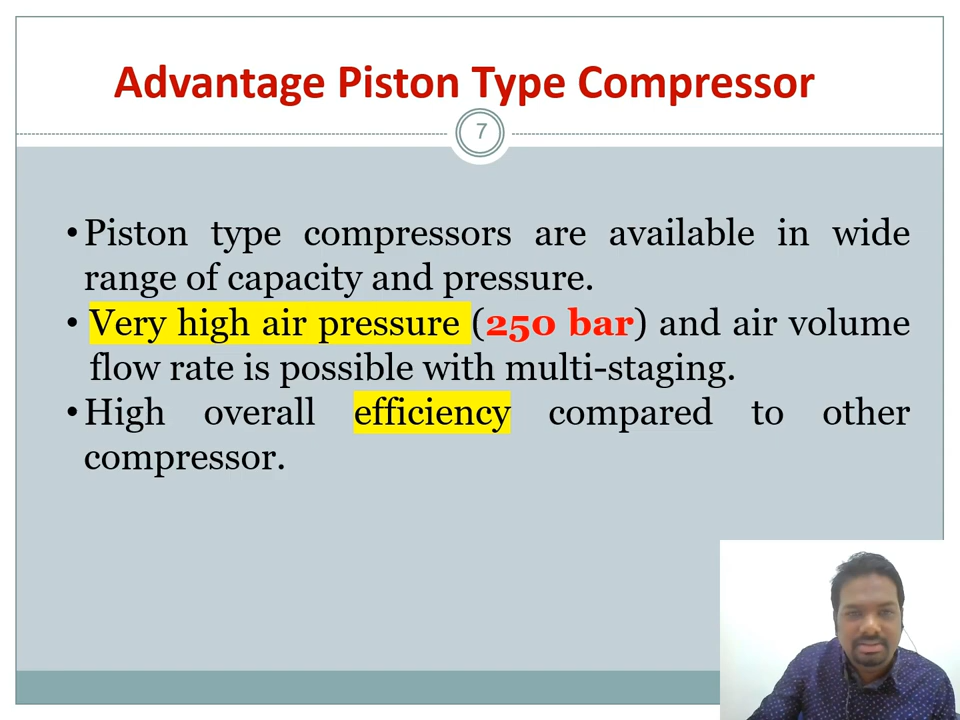 Advantage Piston Type Compressor
7
• Piston type compressors are available in wide
range of capacity and pressure.
• Very high air pressure (250 bar) and air volume
flow rate is possible with multi-staging.
• High overall efficiency compared to other
compressor.